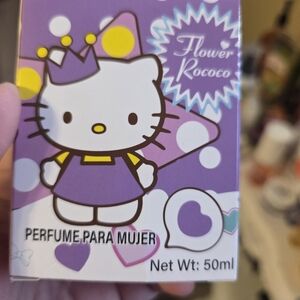 Flower
Rococo
PERFUME PARA MUJER
Net Wt: 50ml